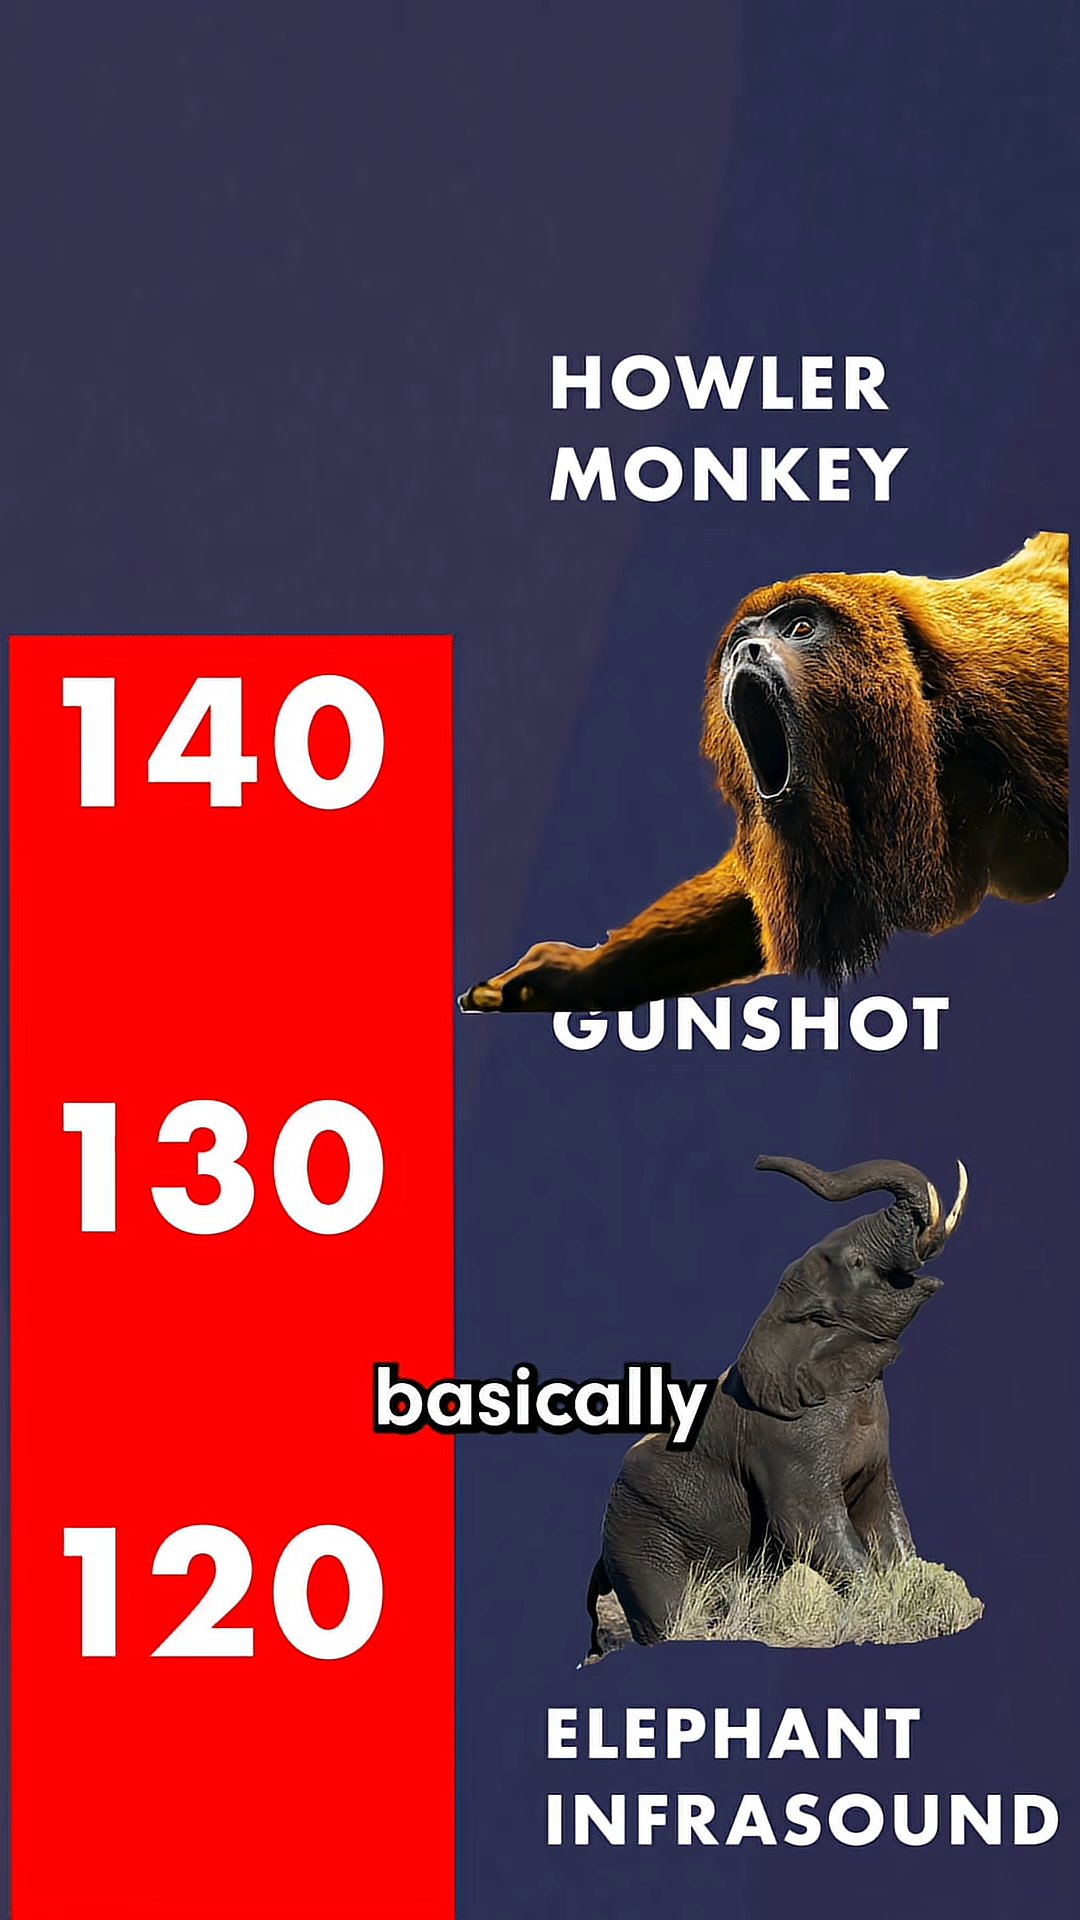 HOWLER
MONKEY
140
GUNSHOT
130
basically
120
ELEPHANT
INFRASOUND